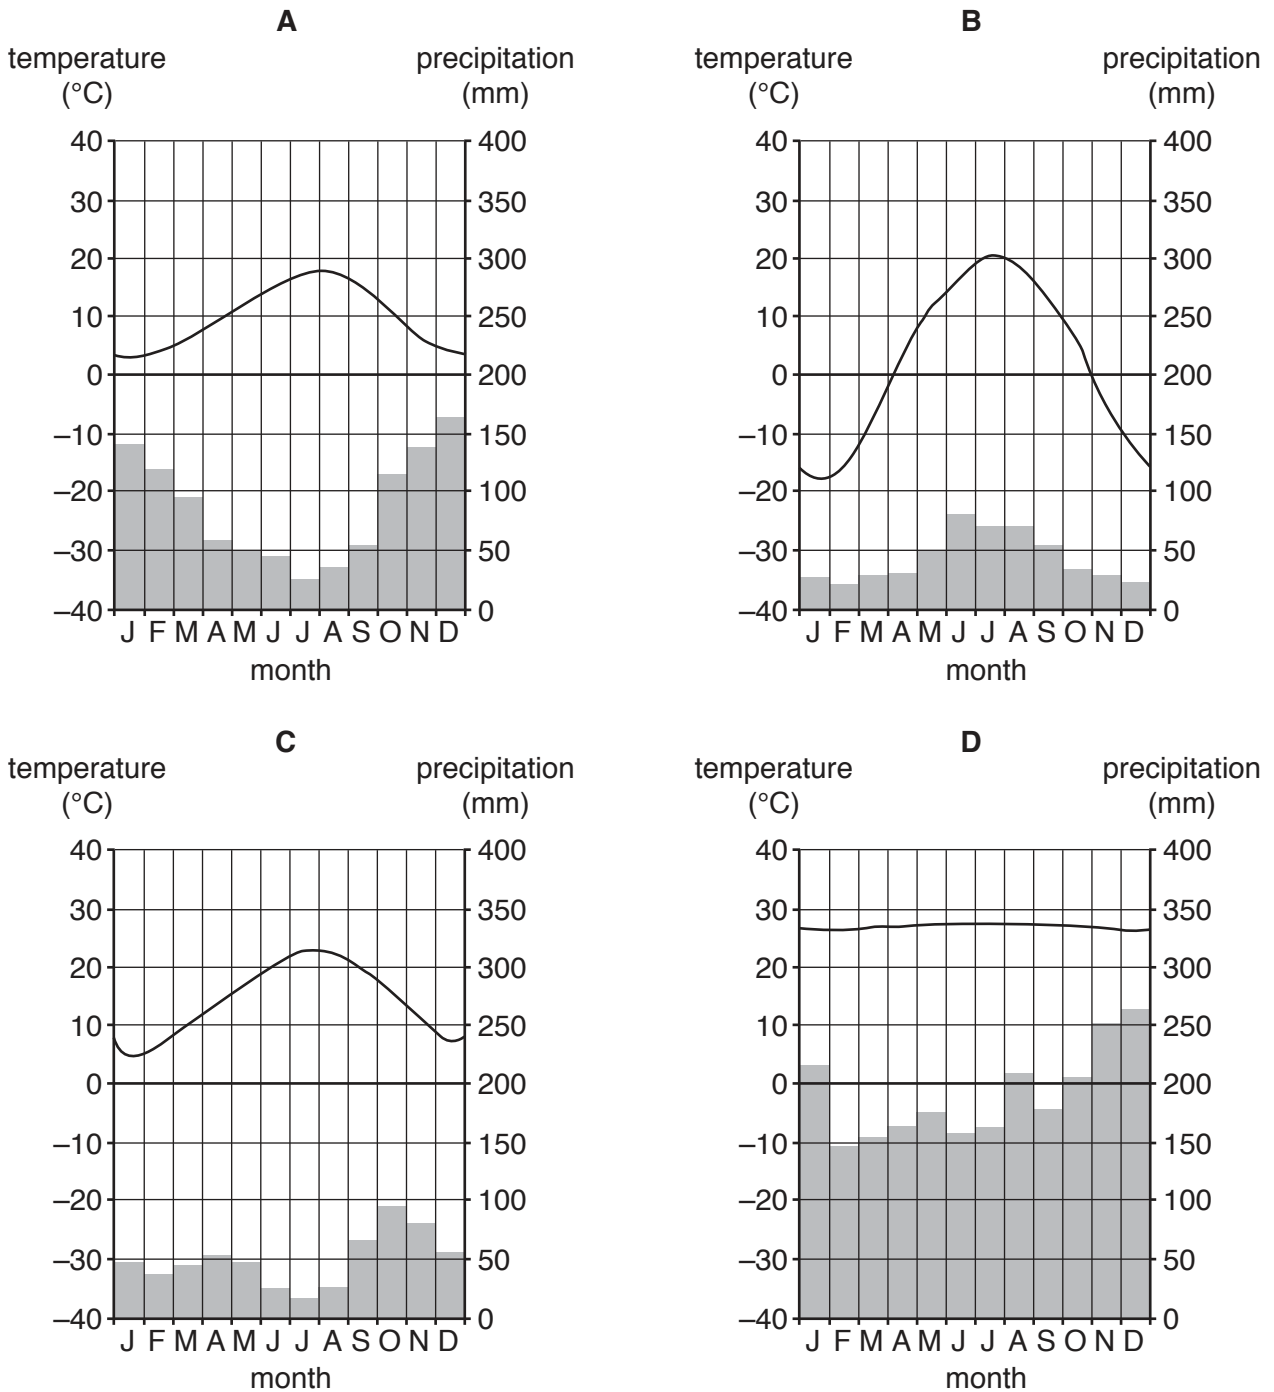 A
temperature (°C)
precipitation (mm)
40 400
30 350
20 300
10 250
0 200
–10 150
–20 100
–30 50
–40 0
J F M A M J J A S O N D
month
B
temperature (°C)
precipitation (mm)
40 400
30 350
20 300
10 250
0 200
–10 150
–20 100
–30 50
–40 0
J F M A M J J A S O N D
month
C
temperature (°C)
precipitation (mm)
40 400
30 350
20 300
10 250
0 200
–10 150
–20 100
–30 50
–40 0
J F M A M J J A S O N D
month
D
temperature (°C)
precipitation (mm)
40 400
30 350
20 300
10 250
0 200
–10 150
–20 100
–30 50
–40 0
J F M A M J J A S O N D
month